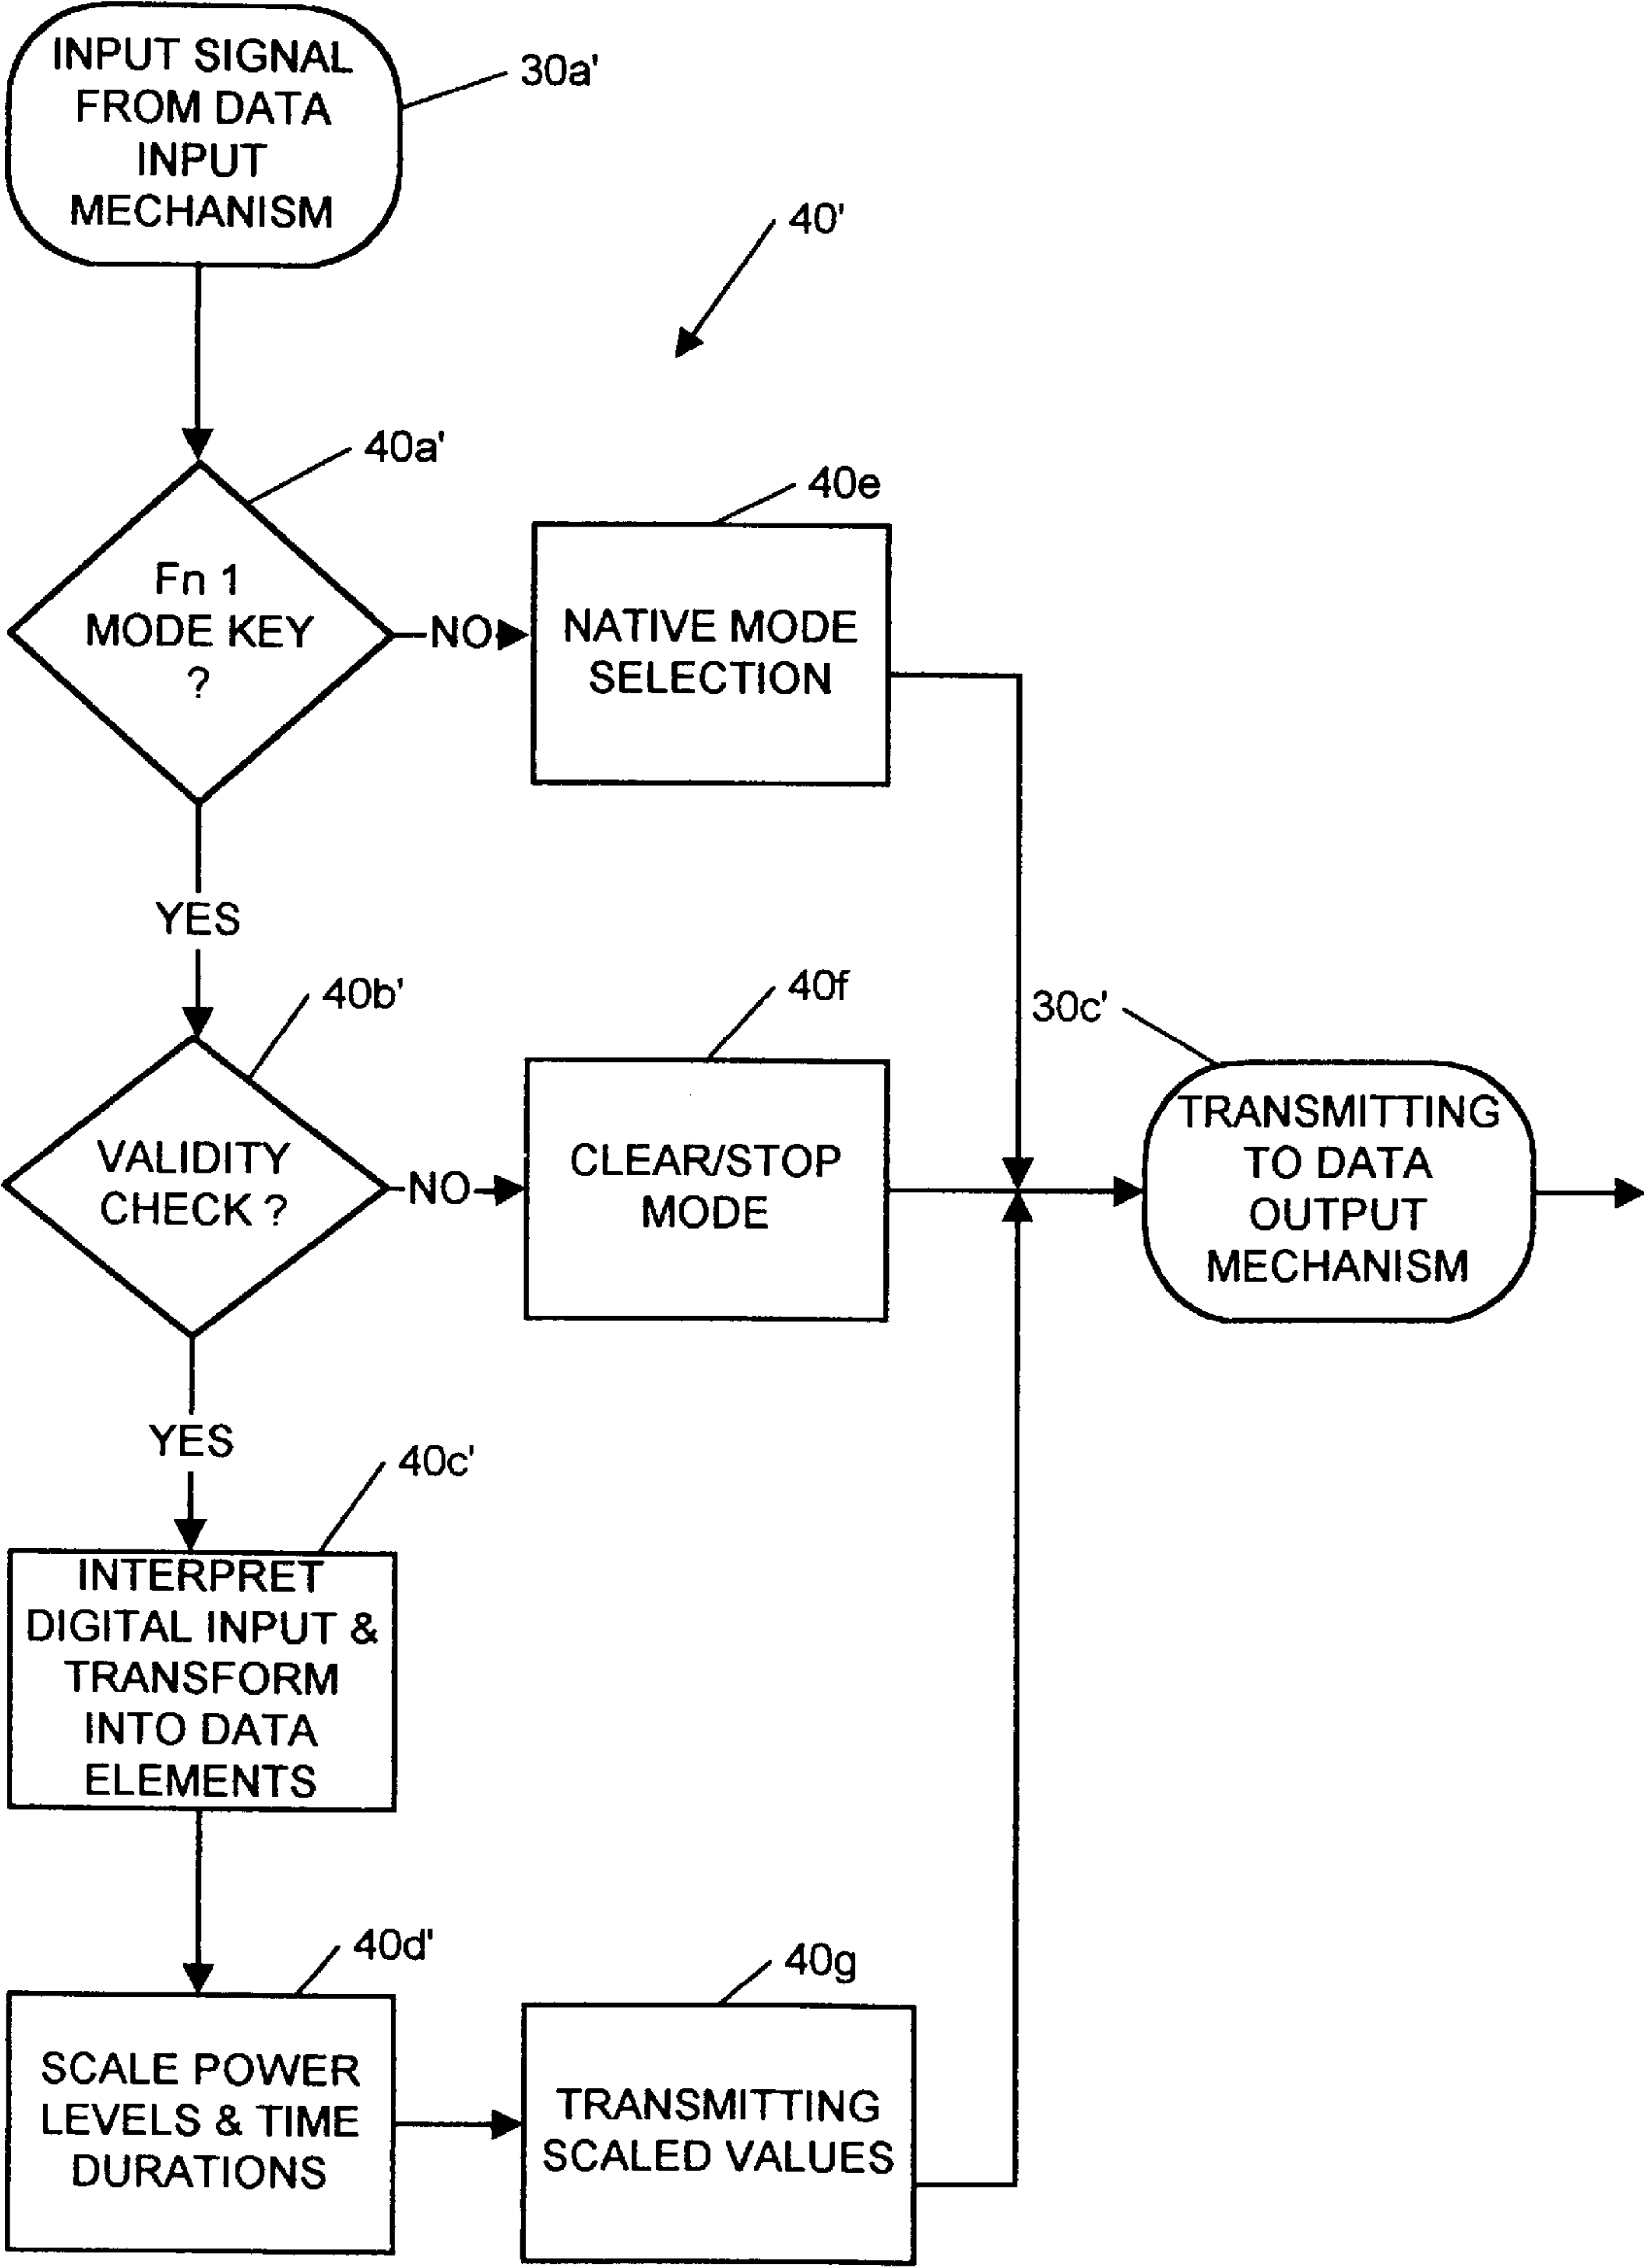 INPUT SIGNAL
FROM DATA
INPUT
MECHANISM
30a'
40'
40a'
Fn 1
MODE KEY
?
NO
40e
NATIVE MODE
SELECTION
YES
40b'
VALIDITY
CHECK ?
NO
40f
CLEAR/STOP
MODE
30c'
TRANSMITTING
TO DATA
OUTPUT
MECHANISM
YES
40c'
INTERPRET
DIGITAL INPUT &
TRANSFORM
INTO DATA
ELEMENTS
40d'
SCALE POWER
LEVELS & TIME
DURATIONS
40g
TRANSMITTING
SCALED VALUES